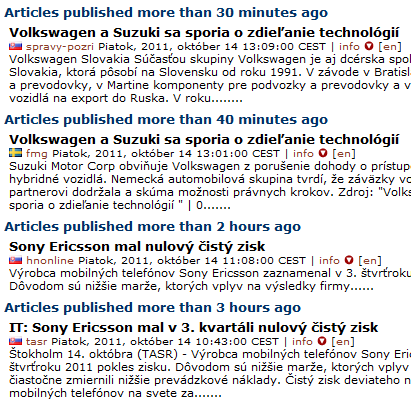 Articles published more than 30 minutes ago
Volkswagen a Suzuki sa sporia o zdieľanie technológií
spravy-pozri Piatok, 2011, október 14 13:09:00 CEST | info [en]
Volkswagen Slovakia Súčasťou skupiny Volkswagen je aj dcérska spol
Slovakia, ktorá pôsobí na Slovensku od roku 1991. V závode v Bratisl
a prevodovky, v Martine komponenty pre podvozky a prevodovky a v
vozidlá na export do Ruska. V roku........
Articles published more than 40 minutes ago
Volkswagen a Suzuki sa sporia o zdieľanie technológií
fmg Piatok, 2011, október 14 13:01:00 CEST | info [en]
Suzuki Motor Corp obviňuje Volkswagen z porušenie dohody o prístupe
hybridné vozidlá. Nemecká automobilová skupina tvrdí, že záväzky vo
partnerovi dodržala a skúma možnosti právnych krokov. Zdroj: "Volks
sporia o zdieľanie technológií " | 0.......
Articles published more than 2 hours ago
Sony Ericsson mal nulový čistý zisk
hnonline Piatok, 2011, október 14 11:08:00 CEST | info [en]
Výrobca mobilných telefónov Sony Ericsson zaznamenal v 3. štvrťroku
Dôvodom sú nižšie marže, ktorých vplyv na výsledky firmy......
Articles published more than 3 hours ago
IT: Sony Ericsson mal v 3. kvartáli nulový čistý zisk
tasr Piatok, 2011, október 14 10:43:00 CEST | info [en]
Štokholm 14. októbra (TASR) - Výrobca mobilných telefónov Sony Eric
štvrťroku 2011 pokles zisku. Dôvodom sú nižšie marže, ktorých vplyv
čiastočne zmiernili nižšie prevádzkové náklady. Čistý zisk deviateho n
mobilných telefónov na svete za.......